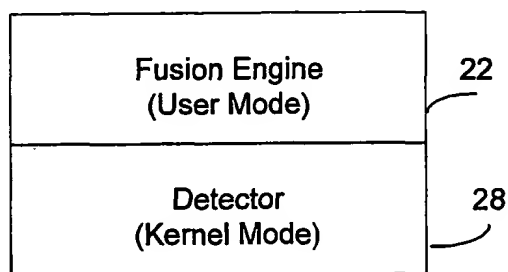 Fusion Engine
(User Mode)
22
Detector
(Kernel Mode)
28